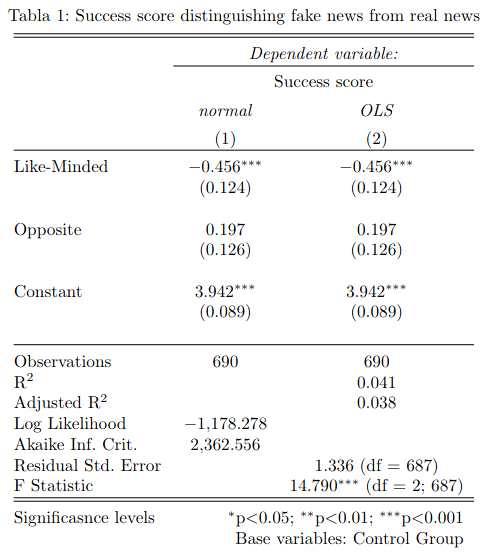 Tabla 1: Success score distinguishing fake news from real news
Dependent variable:
Success score
normal OLS
(1) (2)
Like-Minded −0.456*** −0.456***
(0.124) (0.124)
Opposite 0.197 0.197
(0.126) (0.126)
Constant 3.942*** 3.942***
(0.089) (0.089)
Observations 690 690
R² 0.041
Adjusted R² 0.038
Log Likelihood −1,178.278
Akaike Inf. Crit. 2,362.556
Residual Std. Error 1.336 (df = 687)
F Statistic 14.790*** (df = 2; 687)
Significasnce levels *p<0.05; **p<0.01; ***p<0.001
Base variables: Control Group